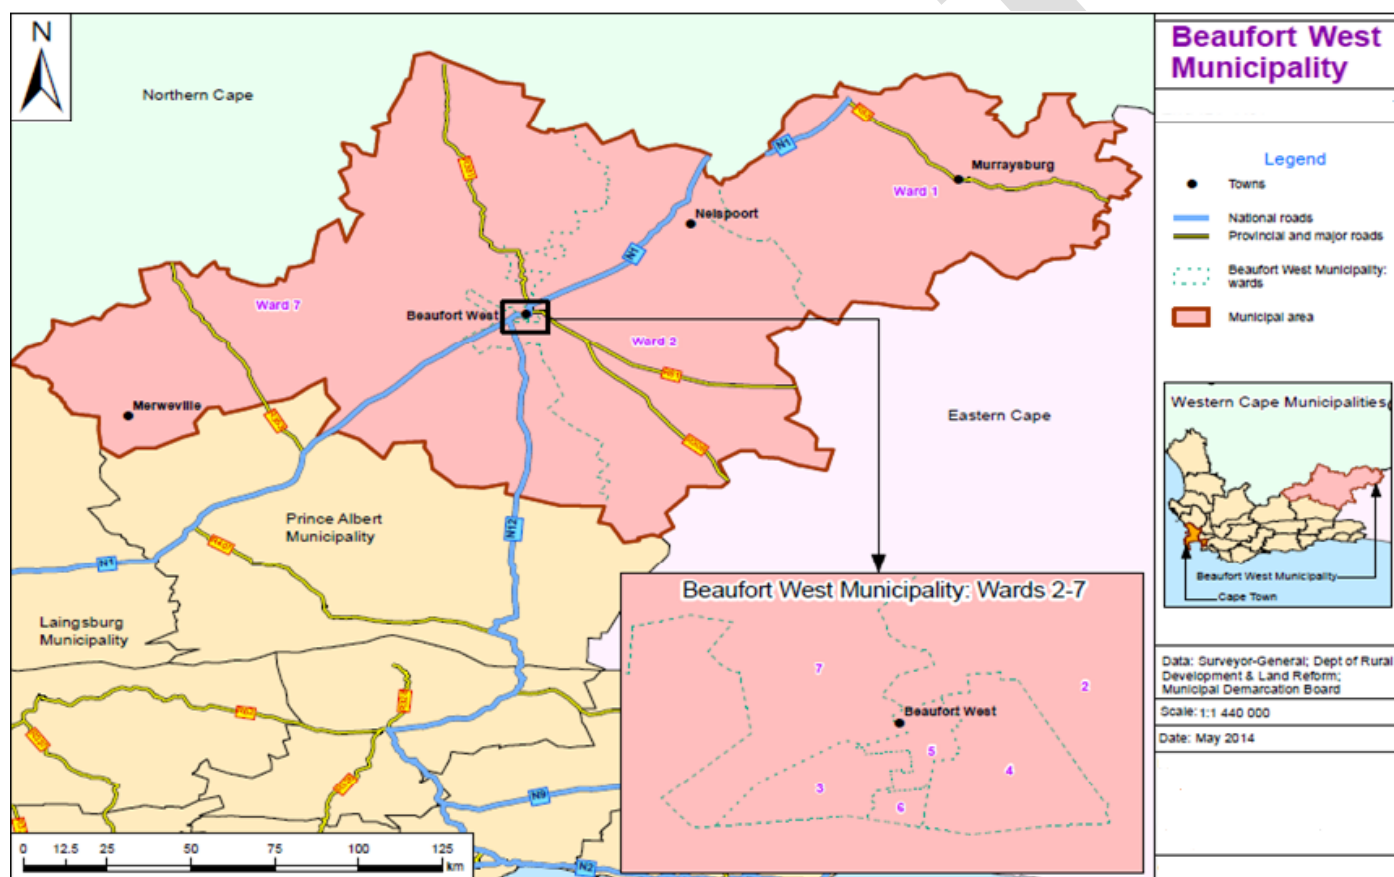 N
Northern Cape
N1
Murraysburg
Ward 1
Nelspoort
N1
Ward 7
Beaufort West
Ward 2
Merweville
Eastern Cape
Prince Albert
Municipality
N12
N1
Laingsburg
Municipality
N9
N2
0 12.5 25 50 75 100 125
km
Beaufort West Municipality: Wards 2-7
7
2
Beaufort West
5
4
3
6
Beaufort West
Municipality
Legend
Towns
National roads
Provincial and major roads
Beaufort West Municipality:
wards
Municipal area
Western Cape Municipalities
Beaufort West Municipality
Cape Town
Data: Surveyor-General; Dept of Rural
Development & Land Reform;
Municipal Demarcation Board
Scale: 1:1 440 000
Date: May 2014